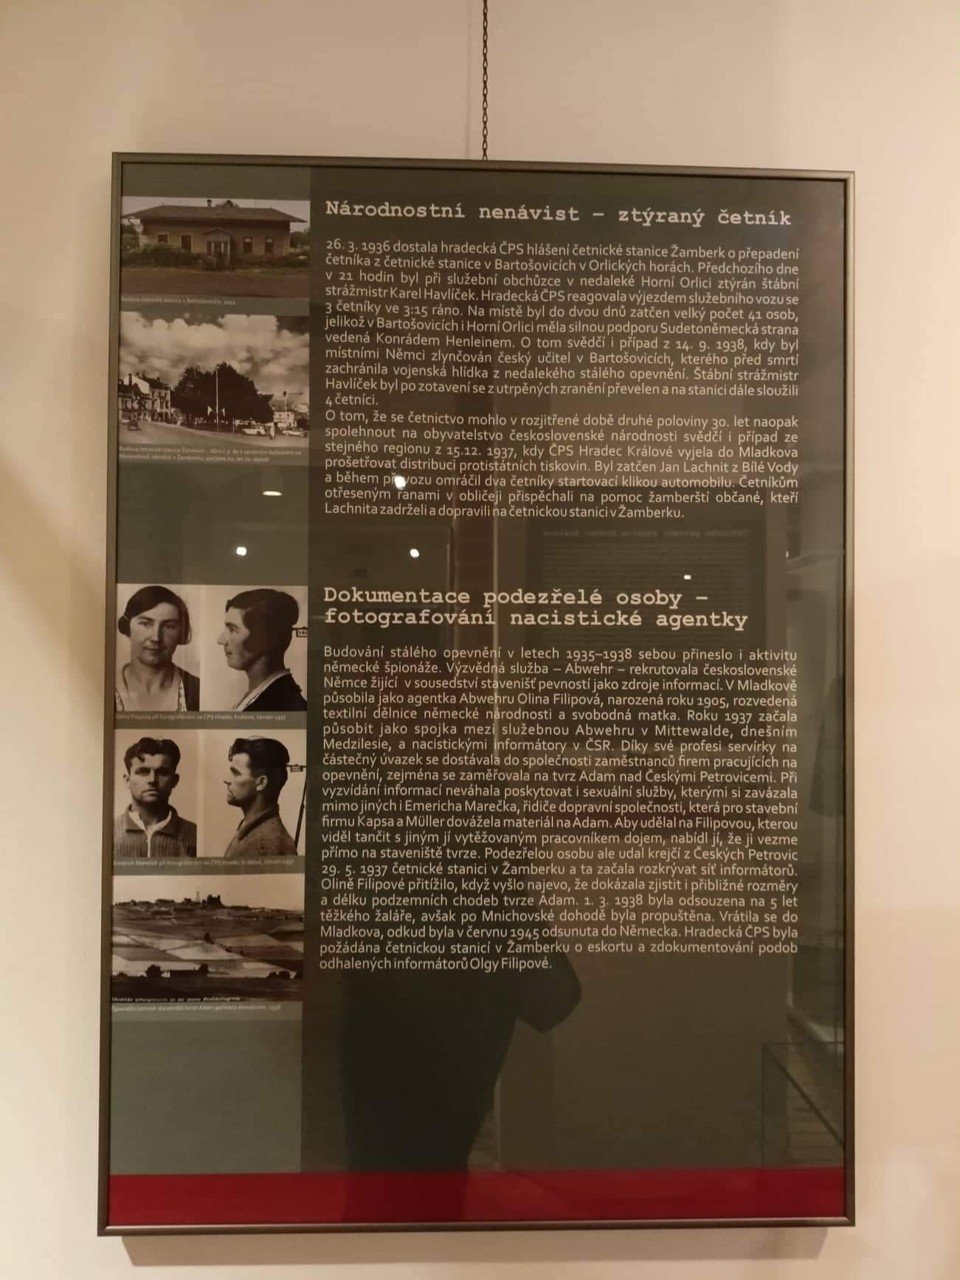 Národnostní nenávist – ztýraný četník
26. 3. 1936 dostala hradecká ČPS hlášení četnické stanice Žamberk o přepadení
četníka z četnické stanice v Bartošovicích v Orlických horách. Předchozího dne
v 21 hodin byl při služební obchůzce v nedaleké Horní Orlici ztýrán štábní
strážmistr Karel Havlíček. Hradecká ČPS reagovala výjezdem služebního vozu se
3 četníky ve 3:15 ráno. Na místě byl do dvou dnů zatčen velký počet 41 osob,
jelikož v Bartošovicích i Horní Orlici měla silnou podporu Sudetoněmecká strana
vedená Konrádem Henleinem. O tom svědčí i případ z 14. 9. 1938, kdy byl
místními Němci zlynčován český učitel v Bartošovicích, kterého před smrtí
zachránila vojenská hlídka z nedalekého stálého opevnění. Štábní strážmistr
Havlíček byl po zotavení se z utrpěných zranění převelen a na stanici dále sloužili
4 četníci.
O tom, že se četnictvo mohlo v rozjitřené době druhé poloviny 30. let naopak
spolehnout na obyvatelstvo československé národnosti svědčí i případ ze
stejného regionu z 15.12. 1937, kdy ČPS Hradec Králové vyjela do Mladkova
prošetřovat distribuci protistátních tiskovin. Byl zatčen Jan Lachnit z Bílé Vody
a během převozu omráčil dva četníky startovací klikou automobilu. Četníkům
otřeseným ranami v obličeji přispěchali na pomoc žamberští občané, kteří
Lachnita zadrželi a dopravili na četnickou stanici v Žamberku.
Dokumentace podezřelé osoby –
fotografování nacistické agentky
Budování stálého opevnění v letech 1935–1938 sebou přineslo i aktivitu
německé špionáže. Výzvědná služba – Abwehr – rekrutovala československé
Němce žijící v sousedství stavenišť pevností jako zdroje informací. V Mladkově
působila jako agentka Abwehru Olina Filipová, narozená roku 1905, rozvedená
textilní dělnice německé národnosti a svobodná matka. Roku 1937 začala
působit jako spojka mezi služebnou Abwehru v Mittewalde, dnešním
Medzilesie, a nacistickými informátory v ČSR. Díky své profesi servírky na
částečný úvazek se dostávala do společnosti zaměstnanců firem pracujících na
opevnění, zejména se zaměřovala na tvrz Adam nad Českými Petrovicemi. Při
vyzvídání informací neváhala poskytovat i sexuální služby, kterými si zavázala
mimo jiných i Emericha Marečka, řidiče dopravní společnosti, která pro stavební
firmu Kapsa a Müller dovážela materiál na Adam. Aby udělal na Filipovou, kterou
viděl tančit s jiným jí vytěžovaným pracovníkem dojem, nabídl jí, že ji vezme
přímo na staveniště tvrze. Podezřelou osobu ale udal krejčí z Českých Petrovic
29. 5. 1937 četnické stanici v Žamberku a ta začala rozkrývat síť informátorů.
Olině Filipové přitížilo, když vyšlo najevo, že dokázala zjistit i přibližné rozměry
a délku podzemních chodeb tvrze Adam. 1. 3. 1938 byla odsouzena na 5 let
těžkého žaláře, avšak po Mnichovské dohodě byla propuštěna. Vrátila se do
Mladkova, odkud byla v červnu 1945 odsunuta do Německa. Hradecká ČPS byla
požádána četnickou stanicí v Žamberku o eskortu a zdokumentování podob
odhalených informátorů Olgy Filipové.
Olina Filipová při fotografování na ČPS Hradec Králové, červen 1937
Emerich Mareček při fotografování na ČPS Hradec Králové, červen 1937